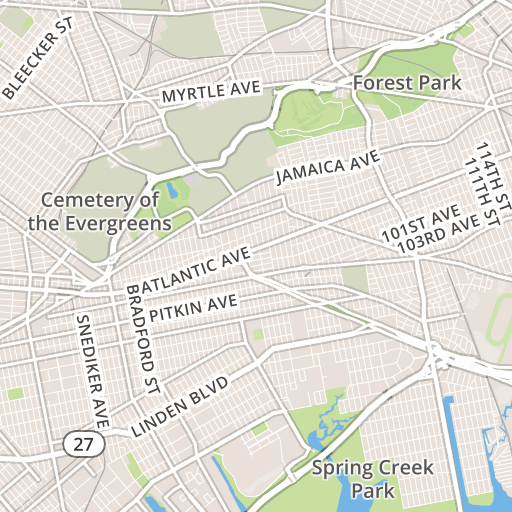 BLEECKER ST
MYRTLE AVE
Forest Park
JAMAICA AVE
114TH ST
111TH ST
Cemetery of
the Evergreens
101ST AVE
103RD AVE
ATLANTIC AVE
PITKIN AVE
BRADFORD ST
SNEDIKER AVE
LINDEN BLVD
27
Spring Creek
Park